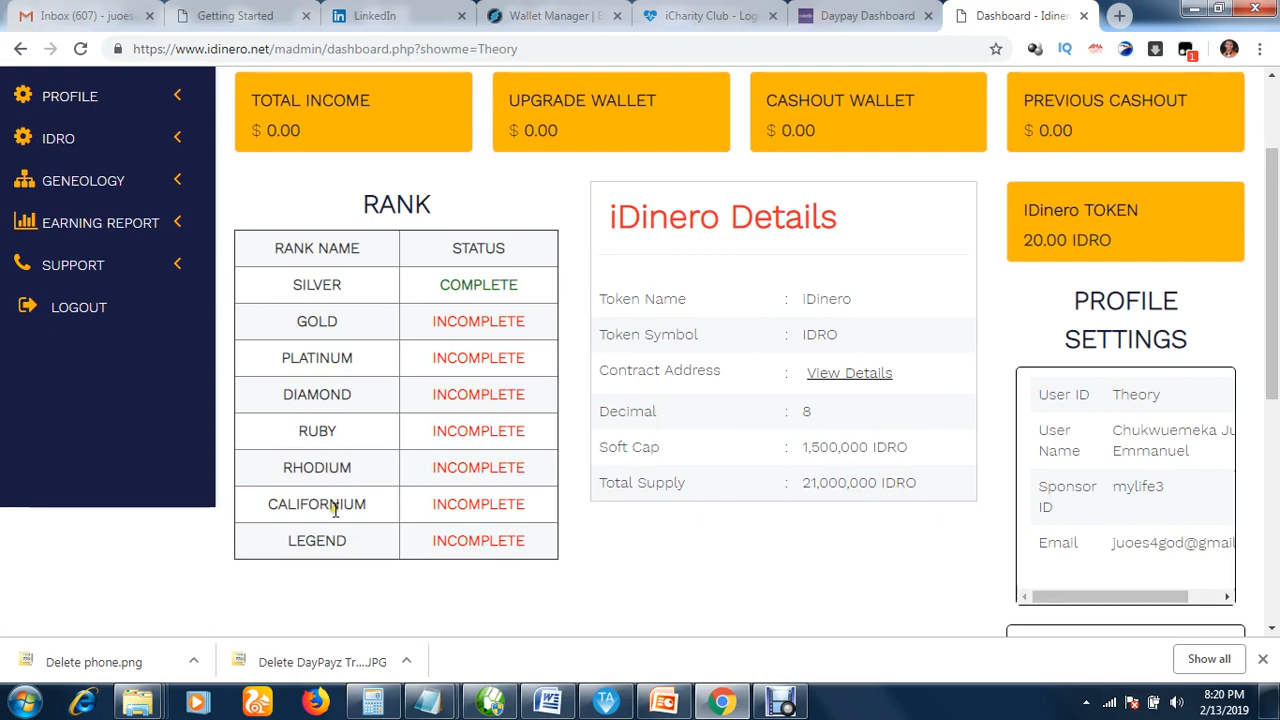 Inbox (607) - juoes
Getting Started
LinkedIn
Wallet Manager | E
iCharity Club - Log
Daypay Dashboard
Dashboard - Idiner
https://www.idinero.net/madmin/dashboard.php?showme=Theory
IQ
1
PROFILE
IDRO
GENEOLOGY
EARNING REPORT
SUPPORT
LOGOUT
TOTAL INCOME
$ 0.00
UPGRADE WALLET
$ 0.00
CASHOUT WALLET
$ 0.00
PREVIOUS CASHOUT
$ 0.00
RANK
RANK NAME STATUS
SILVER COMPLETE
GOLD INCOMPLETE
PLATINUM INCOMPLETE
DIAMOND INCOMPLETE
RUBY INCOMPLETE
RHODIUM INCOMPLETE
CALIFORNIUM INCOMPLETE
LEGEND INCOMPLETE
iDinero Details
Token Name : iDInero
Token Symbol : IDRO
Contract Address : View Details
Decimal : 8
Soft Cap : 1,500,000 IDRO
Total Supply : 21,000,000 IDRO
IDinero TOKEN
20.00 IDRO
PROFILE
SETTINGS
User ID Theory
User Name Chukwuemeka Ju
Emmanuel
Sponsor ID mylife3
Email juoes4god@gmail
Delete phone.png
Delete DayPayz Tr....JPG
Show all
TA
8:20 PM
2/13/2019